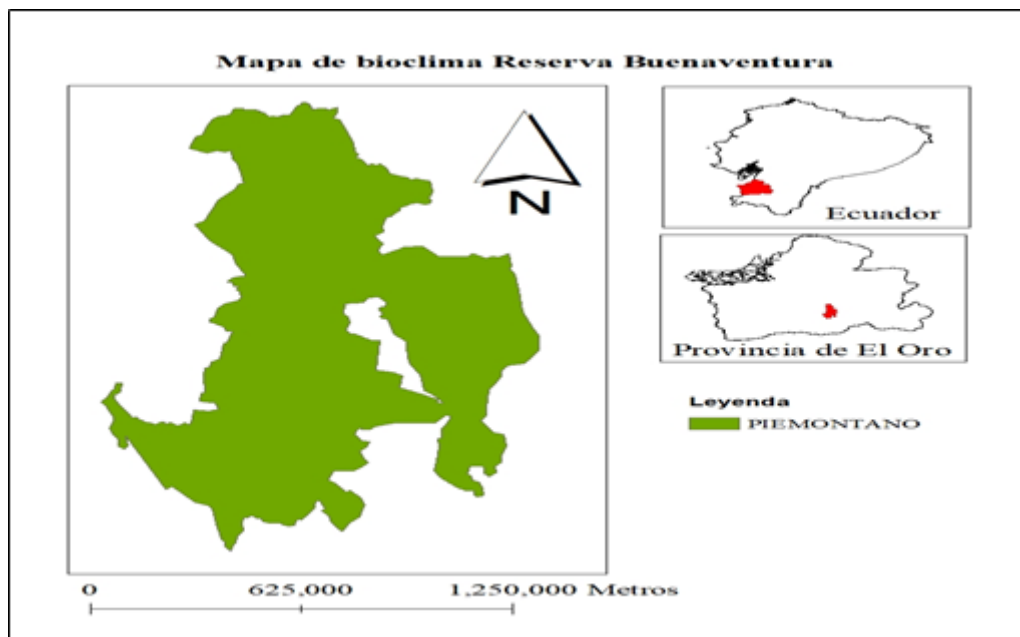 Mapa de bioclima Reserva Buenaventura
N
Ecuador
Provincia de El Oro
Leyenda
PIEMONTANO
0 625,000 1,250,000 Metros